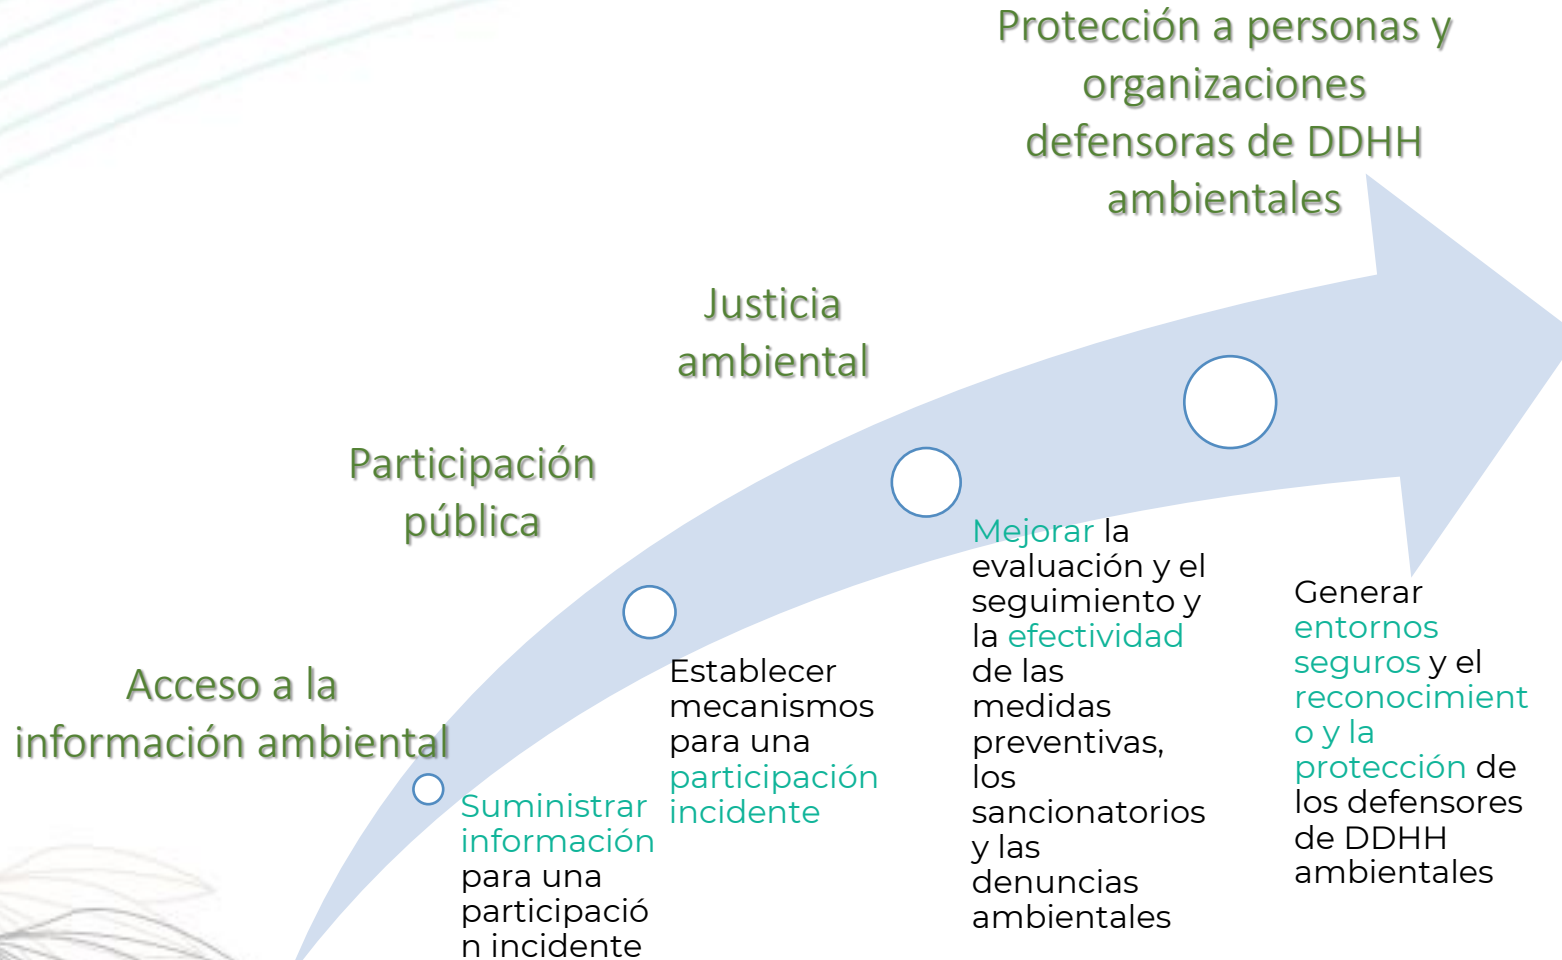 Protección a personas y
organizaciones
defensoras de DDHH
ambientales
Justicia
ambiental
Participación
pública
Acceso a la
información ambiental
Suministrar
información
para una
participació
n incidente
Establecer
mecanismos
para una
participación
incidente
Mejorar la
evaluación y el
seguimiento y
la efectividad
de las
medidas
preventivas,
los
sancionatorios
y las
denuncias
ambientales
Generar
entornos
seguros y el
reconocimient
o y la
protección de
los defensores
de DDHH
ambientales